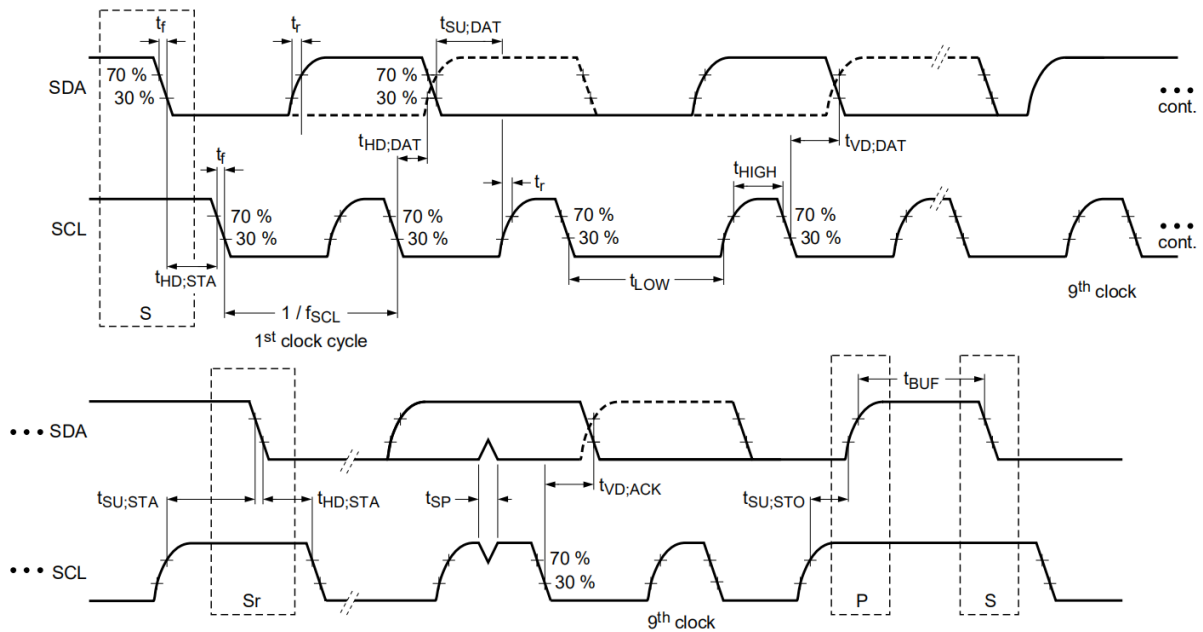 tf tr tSU;DAT
SDA 70 % 30 % 70 % 30 % ••• cont.
tHD;DAT tVD;DAT
tf tr tHIGH
SCL 70 % 30 % 70 % 30 % 70 % 30 % 70 % 30 % ••• cont.
tHD;STA tLOW
S 1 / fSCL 9th clock
1st clock cycle
tBUF
••• SDA
tSU;STA tHD;STA tSP tVD;ACK tSU;STO
••• SCL 70 % 30 %
Sr 9th clock P S